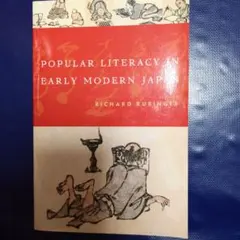 POPULAR LITERACY IN
EARLY MODERN JAPAN
RICHARD RUBINGER